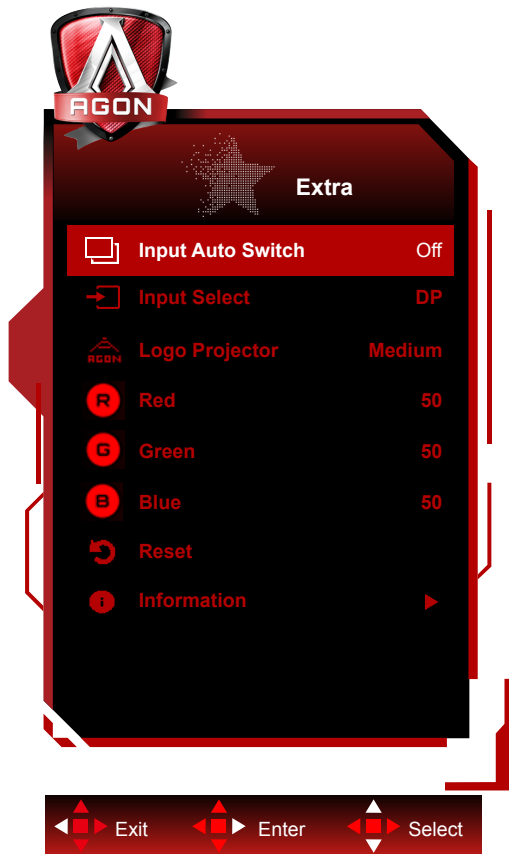 AGON
Extra
Input Auto Switch Off
Input Select DP
AGON Logo Projector Medium
R Red 50
G Green 50
B Blue 50
Reset
i Information
Exit Enter Select